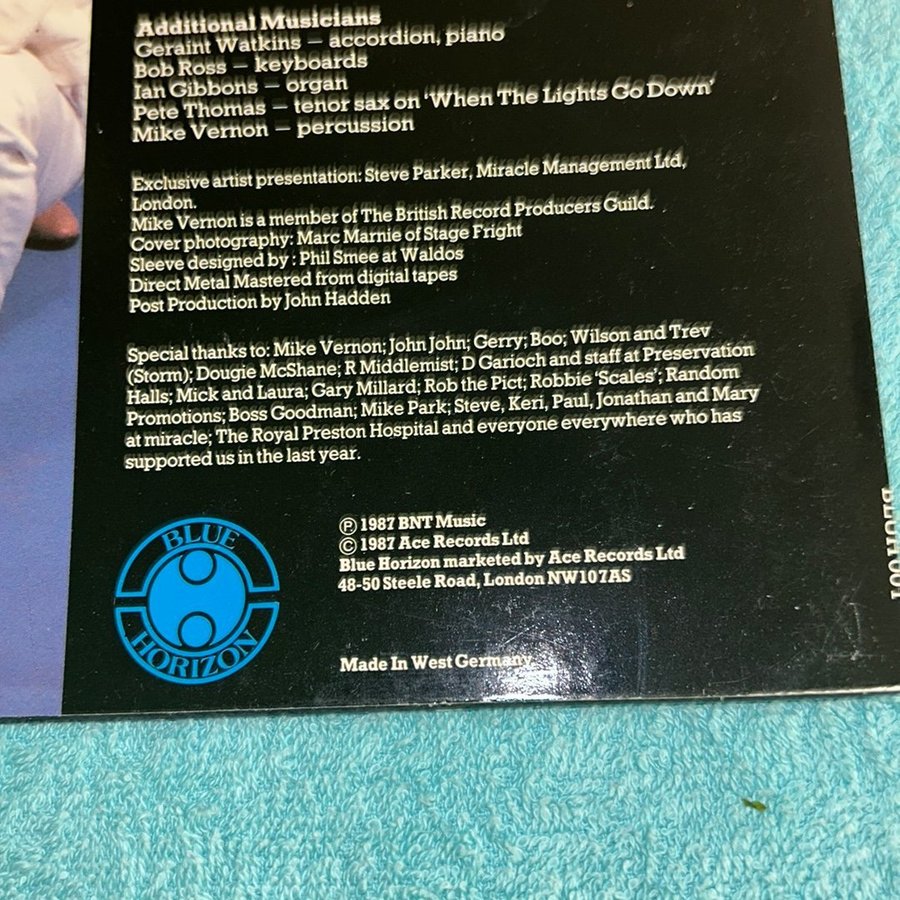 Additional Musicians
Geraint Watkins – accordion, piano
Bob Ross – keyboards
Ian Gibbons – organ
Pete Thomas – tenor sax on 'When The Lights Go Down'
Mike Vernon – percussion
Exclusive artist presentation: Steve Parker, Miracle Management Ltd,
London.
Mike Vernon is a member of The British Record Producers Guild.
Cover photography: Marc Marnie of Stage Fright
Sleeve designed by : Phil Smee at Waldos
Direct Metal Mastered from digital tapes
Post Production by John Hadden
Special thanks to: Mike Vernon; John John; Gerry; Boo; Wilson and Trev
(Storm); Dougie McShane; R Middlemist; D Garioch and staff at Preservation
Halls; Mick and Laura; Gary Millard; Rob the Pict; Robbie 'Scales'; Random
Promotions; Boss Goodman; Mike Park; Steve, Keri, Paul, Jonathan and Mary
at miracle; The Royal Preston Hospital and everyone everywhere who has
supported us in the last year.
BLUE
HORIZON
℗ 1987 BNT Music
© 1987 Ace Records Ltd
Blue Horizon marketed by Ace Records Ltd
48-50 Steele Road, London NW107AS
Made In West Germany